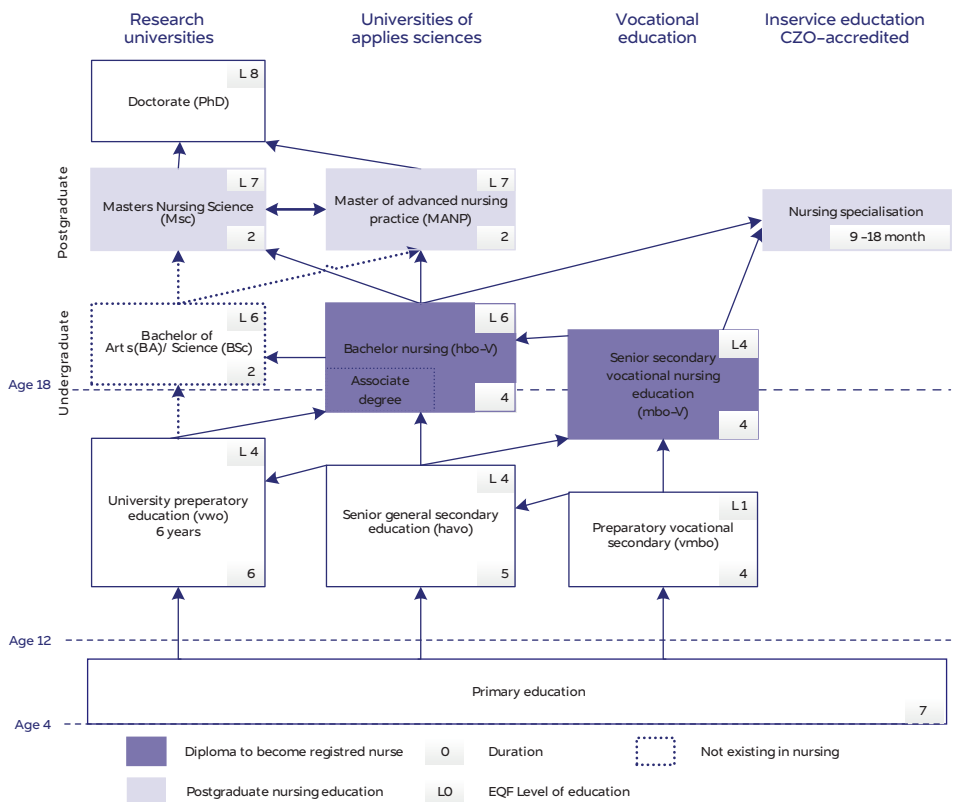 Research
universities
Universities of
applies sciences
Vocational
education
Inservice eductation
CZO-accredited
L 8
Doctorate (PhD)
Postgraduate
L 7
Masters Nursing Science
(Msc)
2
L 7
Master of advanced nursing
practice (MANP)
2
Nursing specialisation
9 -18 month
Undergraduate
L 6
Bachelor of
Art s(BA)/ Science (BSc)
2
L 6
Bachelor nursing (hbo-V)
Associate
degree
4
L4
Senior secondary
vocational nursing
education
(mbo-V)
4
Age 18
L 4
University preperatory
education (vwo)
6 years
6
L 4
Senior general secondary
education (havo)
5
L 1
Preparatory vocational
secondary (vmbo)
4
Age 12
Primary education
7
Age 4
Diploma to become registred nurse
0
Duration
Not existing in nursing
Postgraduate nursing education
L0
EQF Level of education